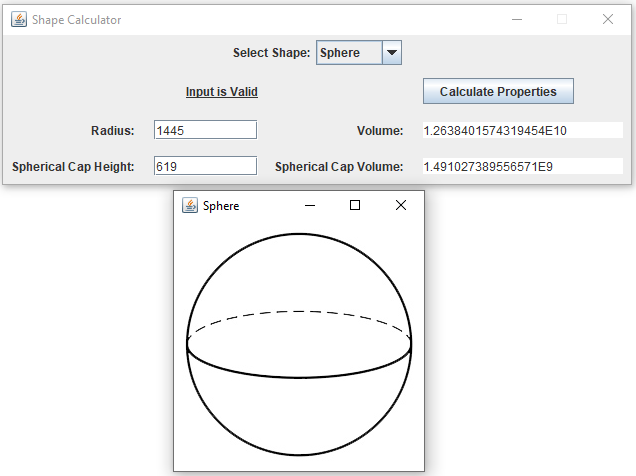 Shape Calculator
Select Shape: Sphere
Input is Valid Calculate Properties
Radius: 1445 Volume: 1.2638401574319454E10
Spherical Cap Height: 619 Spherical Cap Volume: 1.491027389556571E9
Sphere